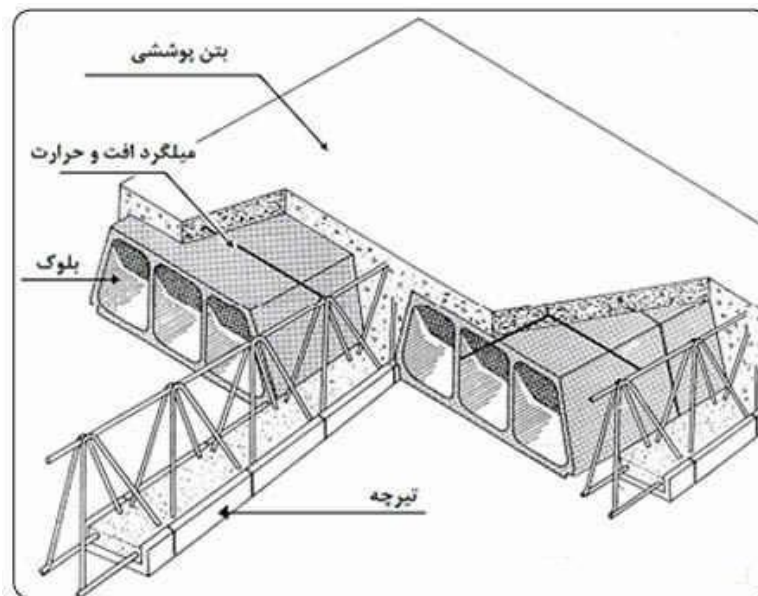 بتن پوششی
میلگرد افت و حرارت
بلوک
تیرچه